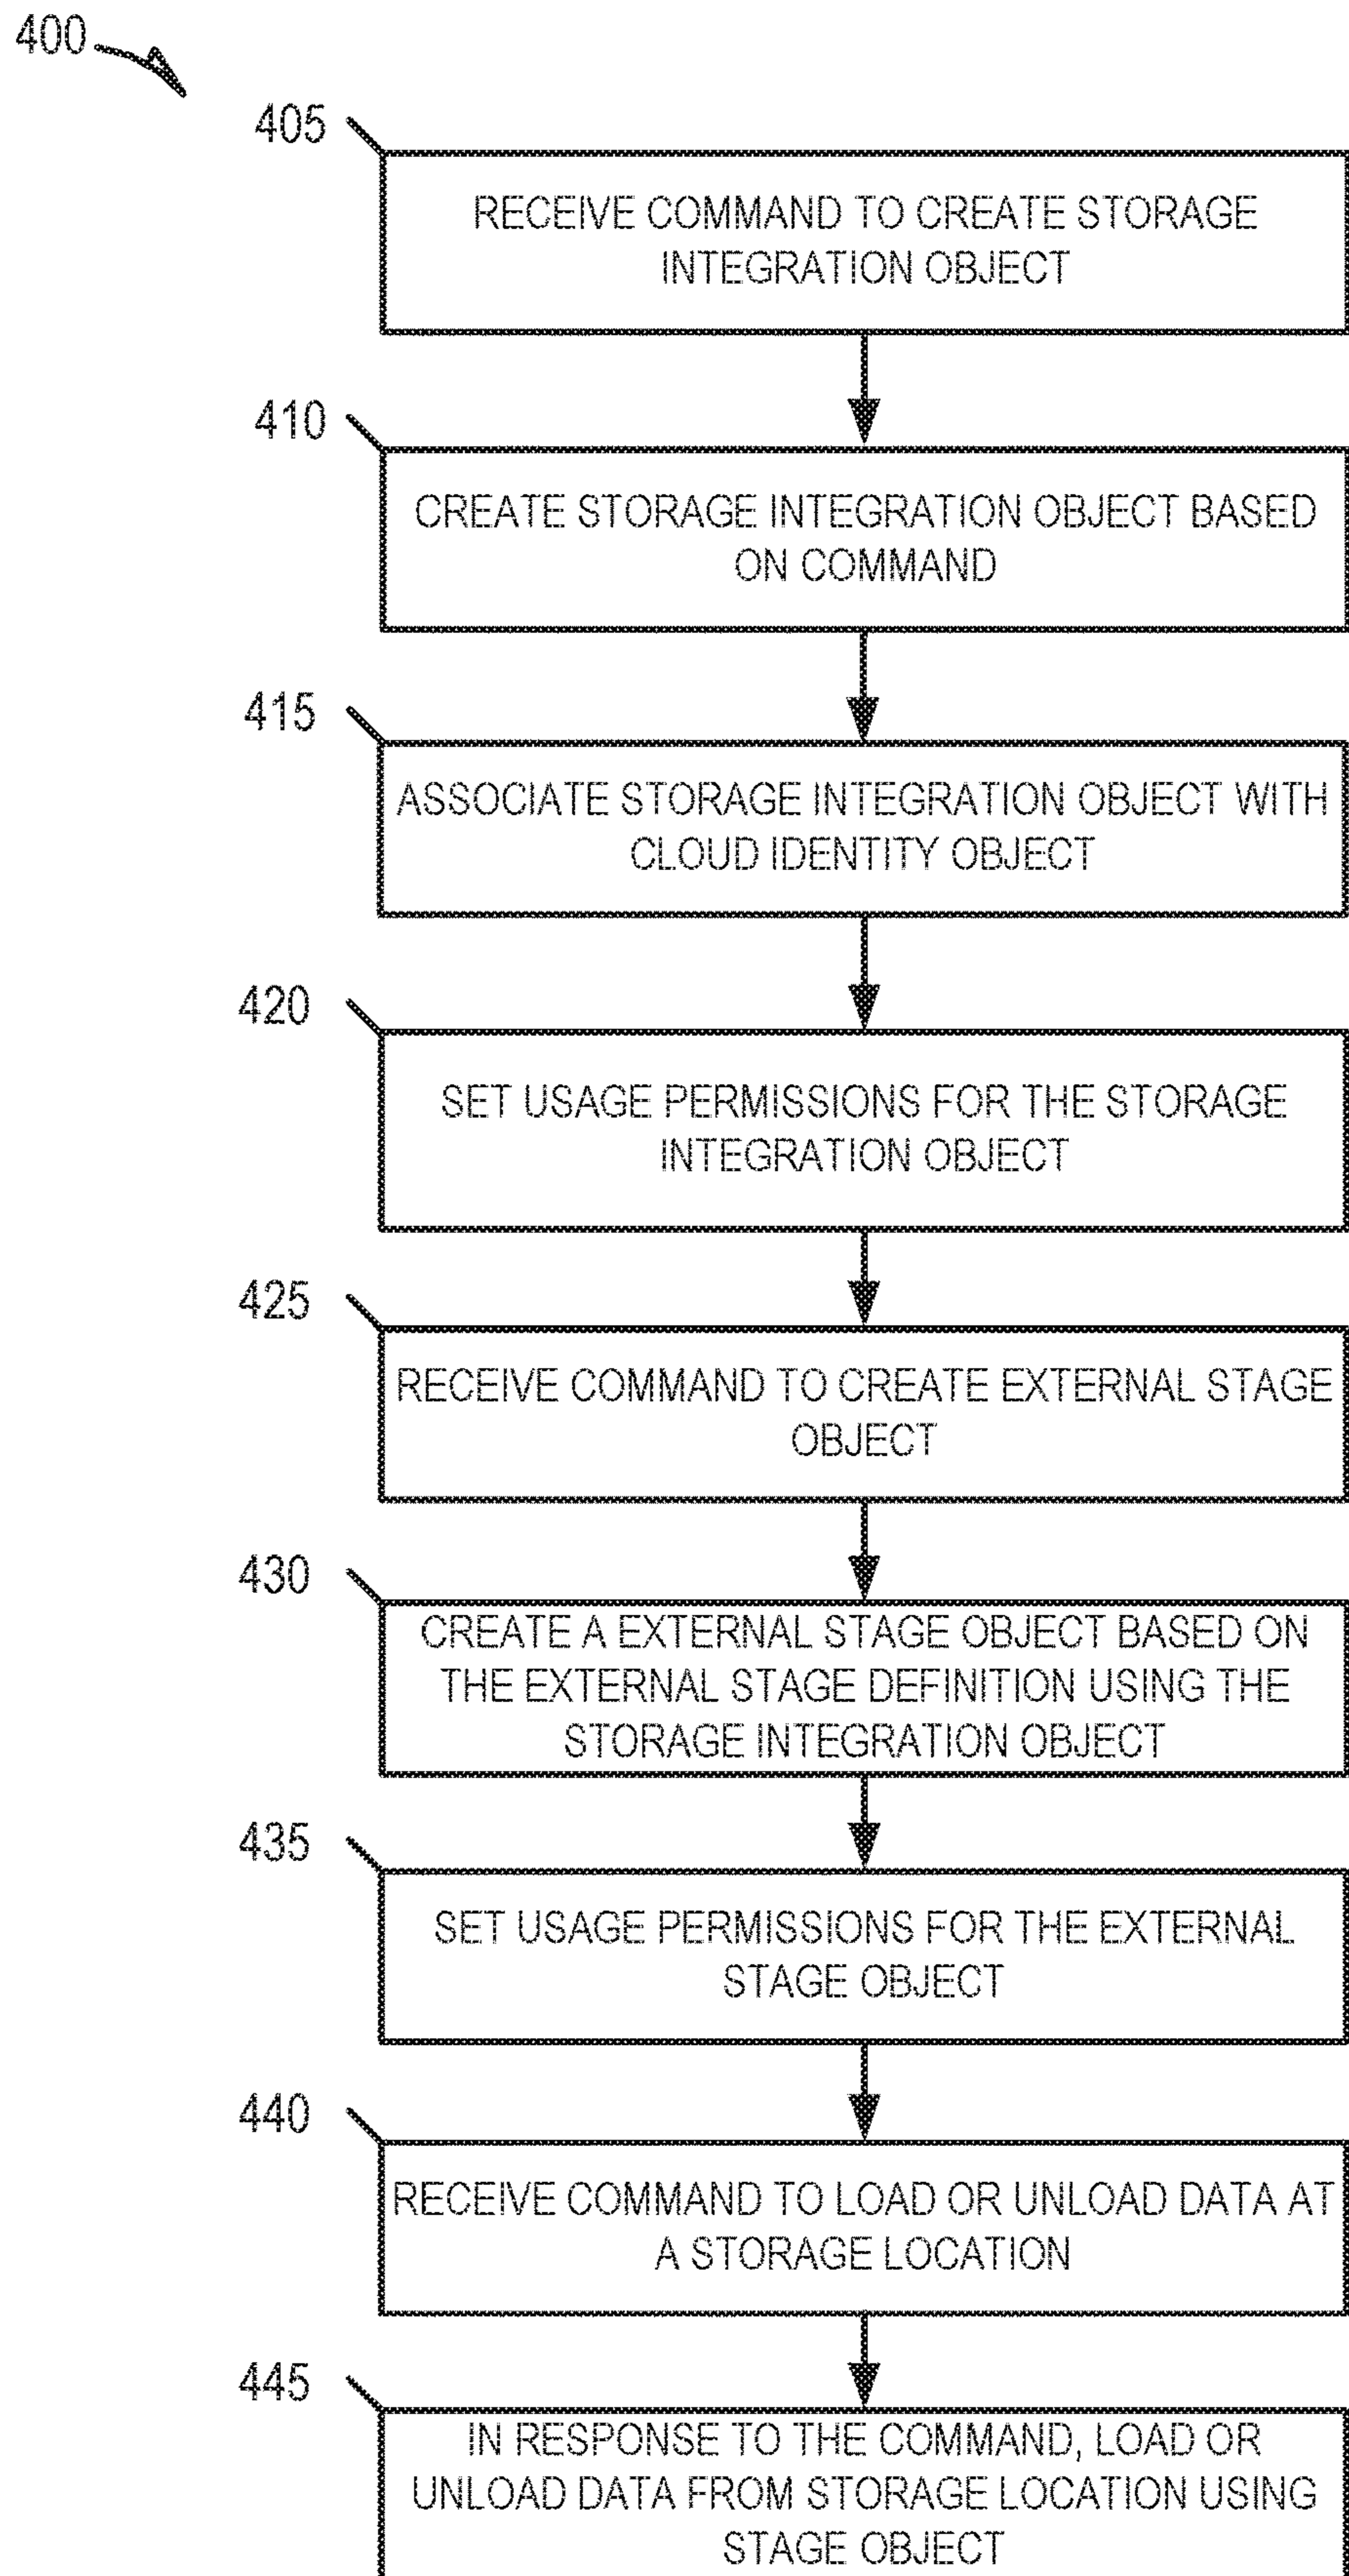 400
405
RECEIVE COMMAND TO CREATE STORAGE
INTEGRATION OBJECT
410
CREATE STORAGE INTEGRATION OBJECT BASED
ON COMMAND
415
ASSOCIATE STORAGE INTEGRATION OBJECT WITH
CLOUD IDENTITY OBJECT
420
SET USAGE PERMISSIONS FOR THE STORAGE
INTEGRATION OBJECT
425
RECEIVE COMMAND TO CREATE EXTERNAL STAGE
OBJECT
430
CREATE A EXTERNAL STAGE OBJECT BASED ON
THE EXTERNAL STAGE DEFINITION USING THE
STORAGE INTEGRATION OBJECT
435
SET USAGE PERMISSIONS FOR THE EXTERNAL
STAGE OBJECT
440
RECEIVE COMMAND TO LOAD OR UNLOAD DATA AT
A STORAGE LOCATION
445
IN RESPONSE TO THE COMMAND, LOAD OR
UNLOAD DATA FROM STORAGE LOCATION USING
STAGE OBJECT